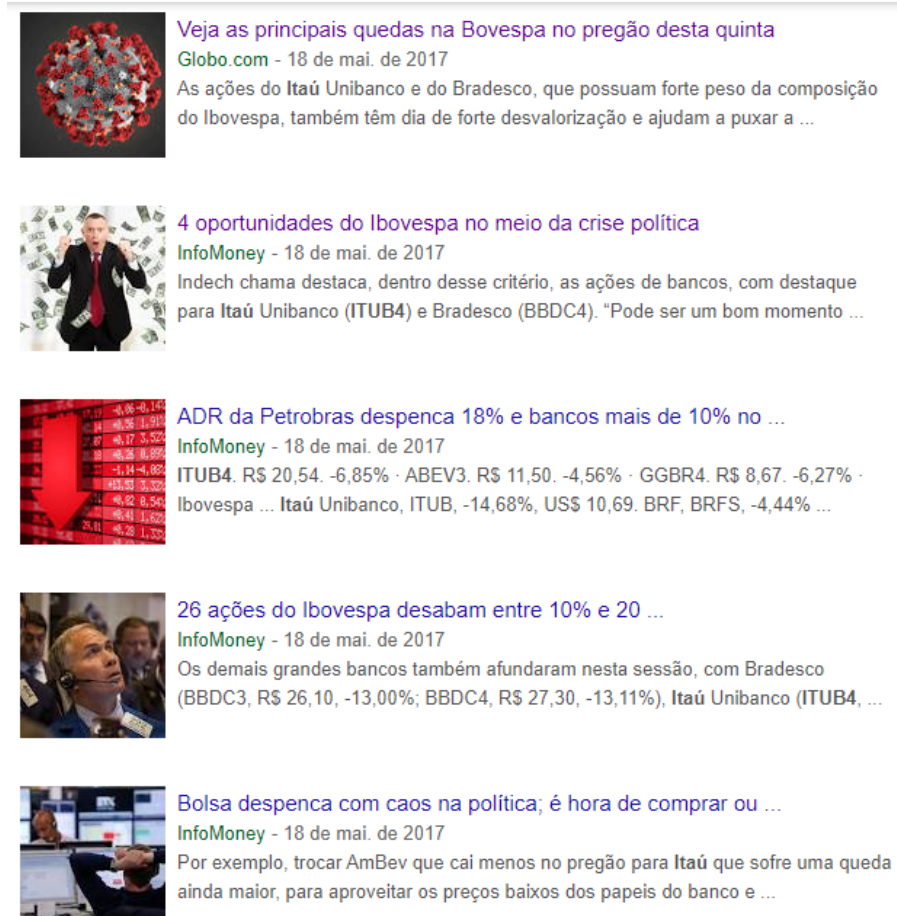 Veja as principais quedas na Bovespa no pregão desta quinta
Globo.com - 18 de mai. de 2017
As ações do Itaú Unibanco e do Bradesco, que possuam forte peso da composição
do Ibovespa, também têm dia de forte desvalorização e ajudam a puxar a ...
4 oportunidades do Ibovespa no meio da crise política
InfoMoney - 18 de mai. de 2017
Indech chama destaca, dentro desse critério, as ações de bancos, com destaque
para Itaú Unibanco (ITUB4) e Bradesco (BBDC4). “Pode ser um bom momento ...
ADR da Petrobras despenca 18% e bancos mais de 10% no ...
InfoMoney - 18 de mai. de 2017
ITUB4. R$ 20,54. -6,85% · ABEV3. R$ 11,50. -4,56% · GGBR4. R$ 8,67. -6,27% ·
Ibovespa ... Itaú Unibanco, ITUB, -14,68%, US$ 10,69. BRF, BRFS, -4,44% ...
26 ações do Ibovespa desabam entre 10% e 20 ...
InfoMoney - 18 de mai. de 2017
Os demais grandes bancos também afundaram nesta sessão, com Bradesco
(BBDC3, R$ 26,10, -13,00%; BBDC4, R$ 27,30, -13,11%), Itaú Unibanco (ITUB4, ...
Bolsa despenca com caos na política; é hora de comprar ou ...
InfoMoney - 18 de mai. de 2017
Por exemplo, trocar AmBev que cai menos no pregão para Itaú que sofre uma queda
ainda maior, para aproveitar os preços baixos dos papeis do banco e ...